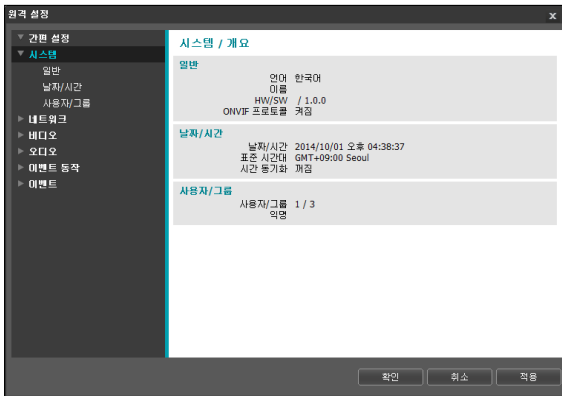 원격 설정
x
간편 설정
시스템
일반
날짜/시간
사용자/그룹
네트워크
비디오
오디오
이벤트 동작
이벤트
시스템 / 개요
일반
언어 한국어
이름
HW/SW / 1.0.0
ONVIF 프로토콜 켜짐
날짜/시간
날짜/시간 2014/10/01 오후 04:38:37
표준 시간대 GMT+09:00 Seoul
시간 동기화 꺼짐
사용자/그룹
사용자/그룹 1 / 3
익명
확인
취소
적용